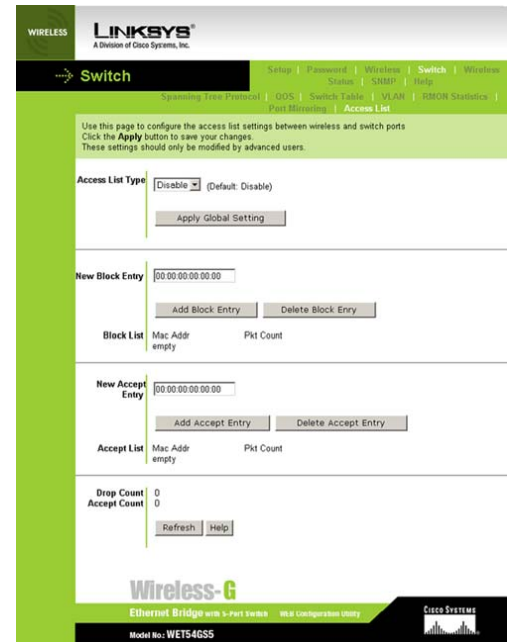 WIRELESS
LINKSYS®
A Division of Cisco Systems, Inc.
Switch
Setup | Password | Wireless | Switch | Wireless
Status | SNMP | Help
Spanning Tree Protocol | QOS | Switch Table | VLAN | RMON Statistics |
Port Mirroring | Access List
Use this page to configure the access list settings between wireless and switch ports
Click the Apply button to save your changes.
These settings should only be modified by advanced users.
Access List Type Disable (Default: Disable)
Apply Global Setting
New Block Entry 00:00:00:00:00:00
Add Block Entry Delete Block Enry
Block List Mac Addr Pkt Count
empty
New Accept
Entry 00:00:00:00:00:00
Add Accept Entry Delete Accept Entry
Accept List Mac Addr Pkt Count
empty
Drop Count 0
Accept Count 0
Refresh Help
Wireless-G
Ethernet Bridge with 5-Port Switch WEB Configuration Utility
CISCO SYSTEMS
Model No.: WET54GS5